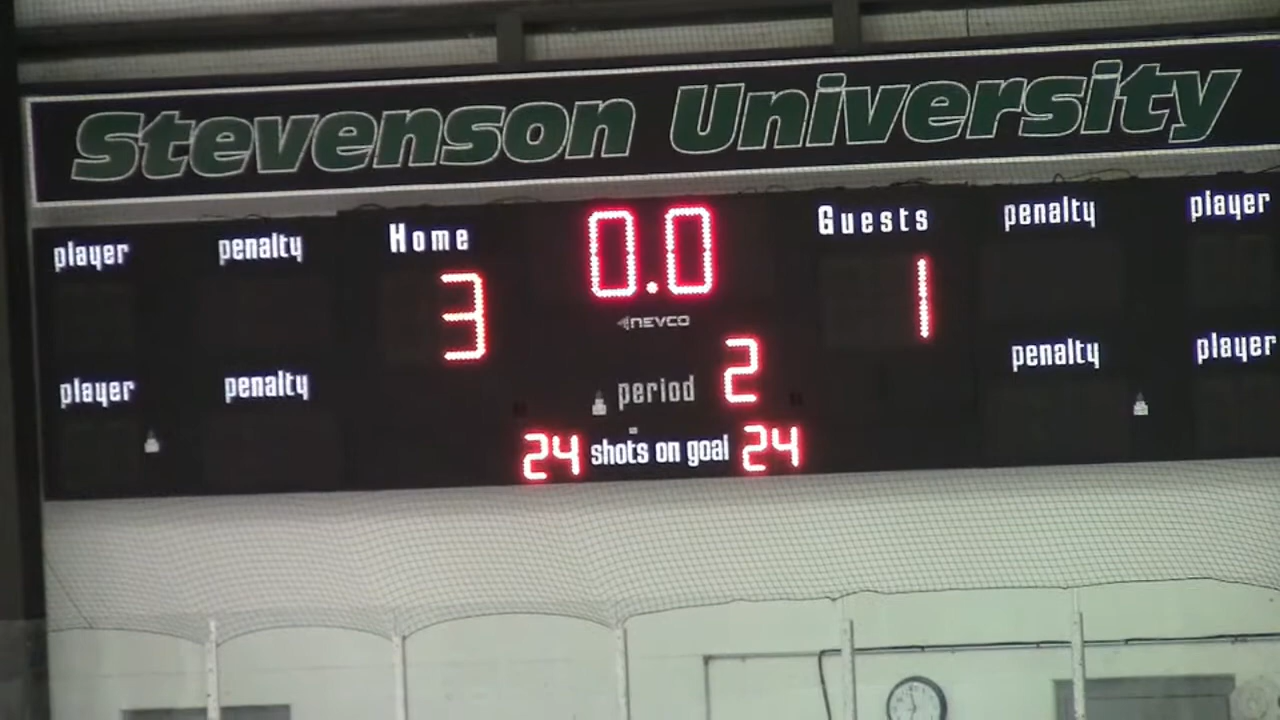 Stevenson University
player penalty Home 0.0 Guests penalty player
3 1
NEVCO
player penalty period 2 penalty player
24 shots on goal 24